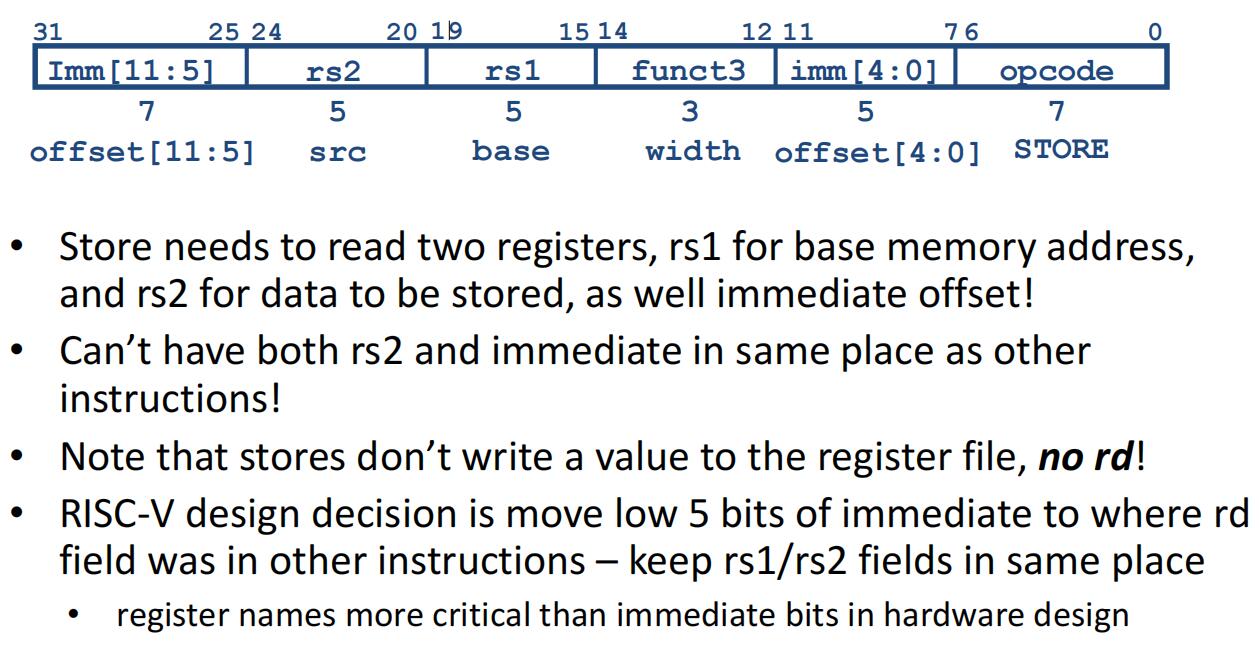 31 25 24 20 19 15 14 12 11 7 6 0
Imm[11:5] rs2 rs1 funct3 imm[4:0] opcode
7 5 5 3 5 7
offset[11:5] src base width offset[4:0] STORE
• Store needs to read two registers, rs1 for base memory address,
and rs2 for data to be stored, as well immediate offset!
• Can’t have both rs2 and immediate in same place as other
instructions!
• Note that stores don’t write a value to the register file, no rd!
• RISC-V design decision is move low 5 bits of immediate to where rd
field was in other instructions – keep rs1/rs2 fields in same place
• register names more critical than immediate bits in hardware design